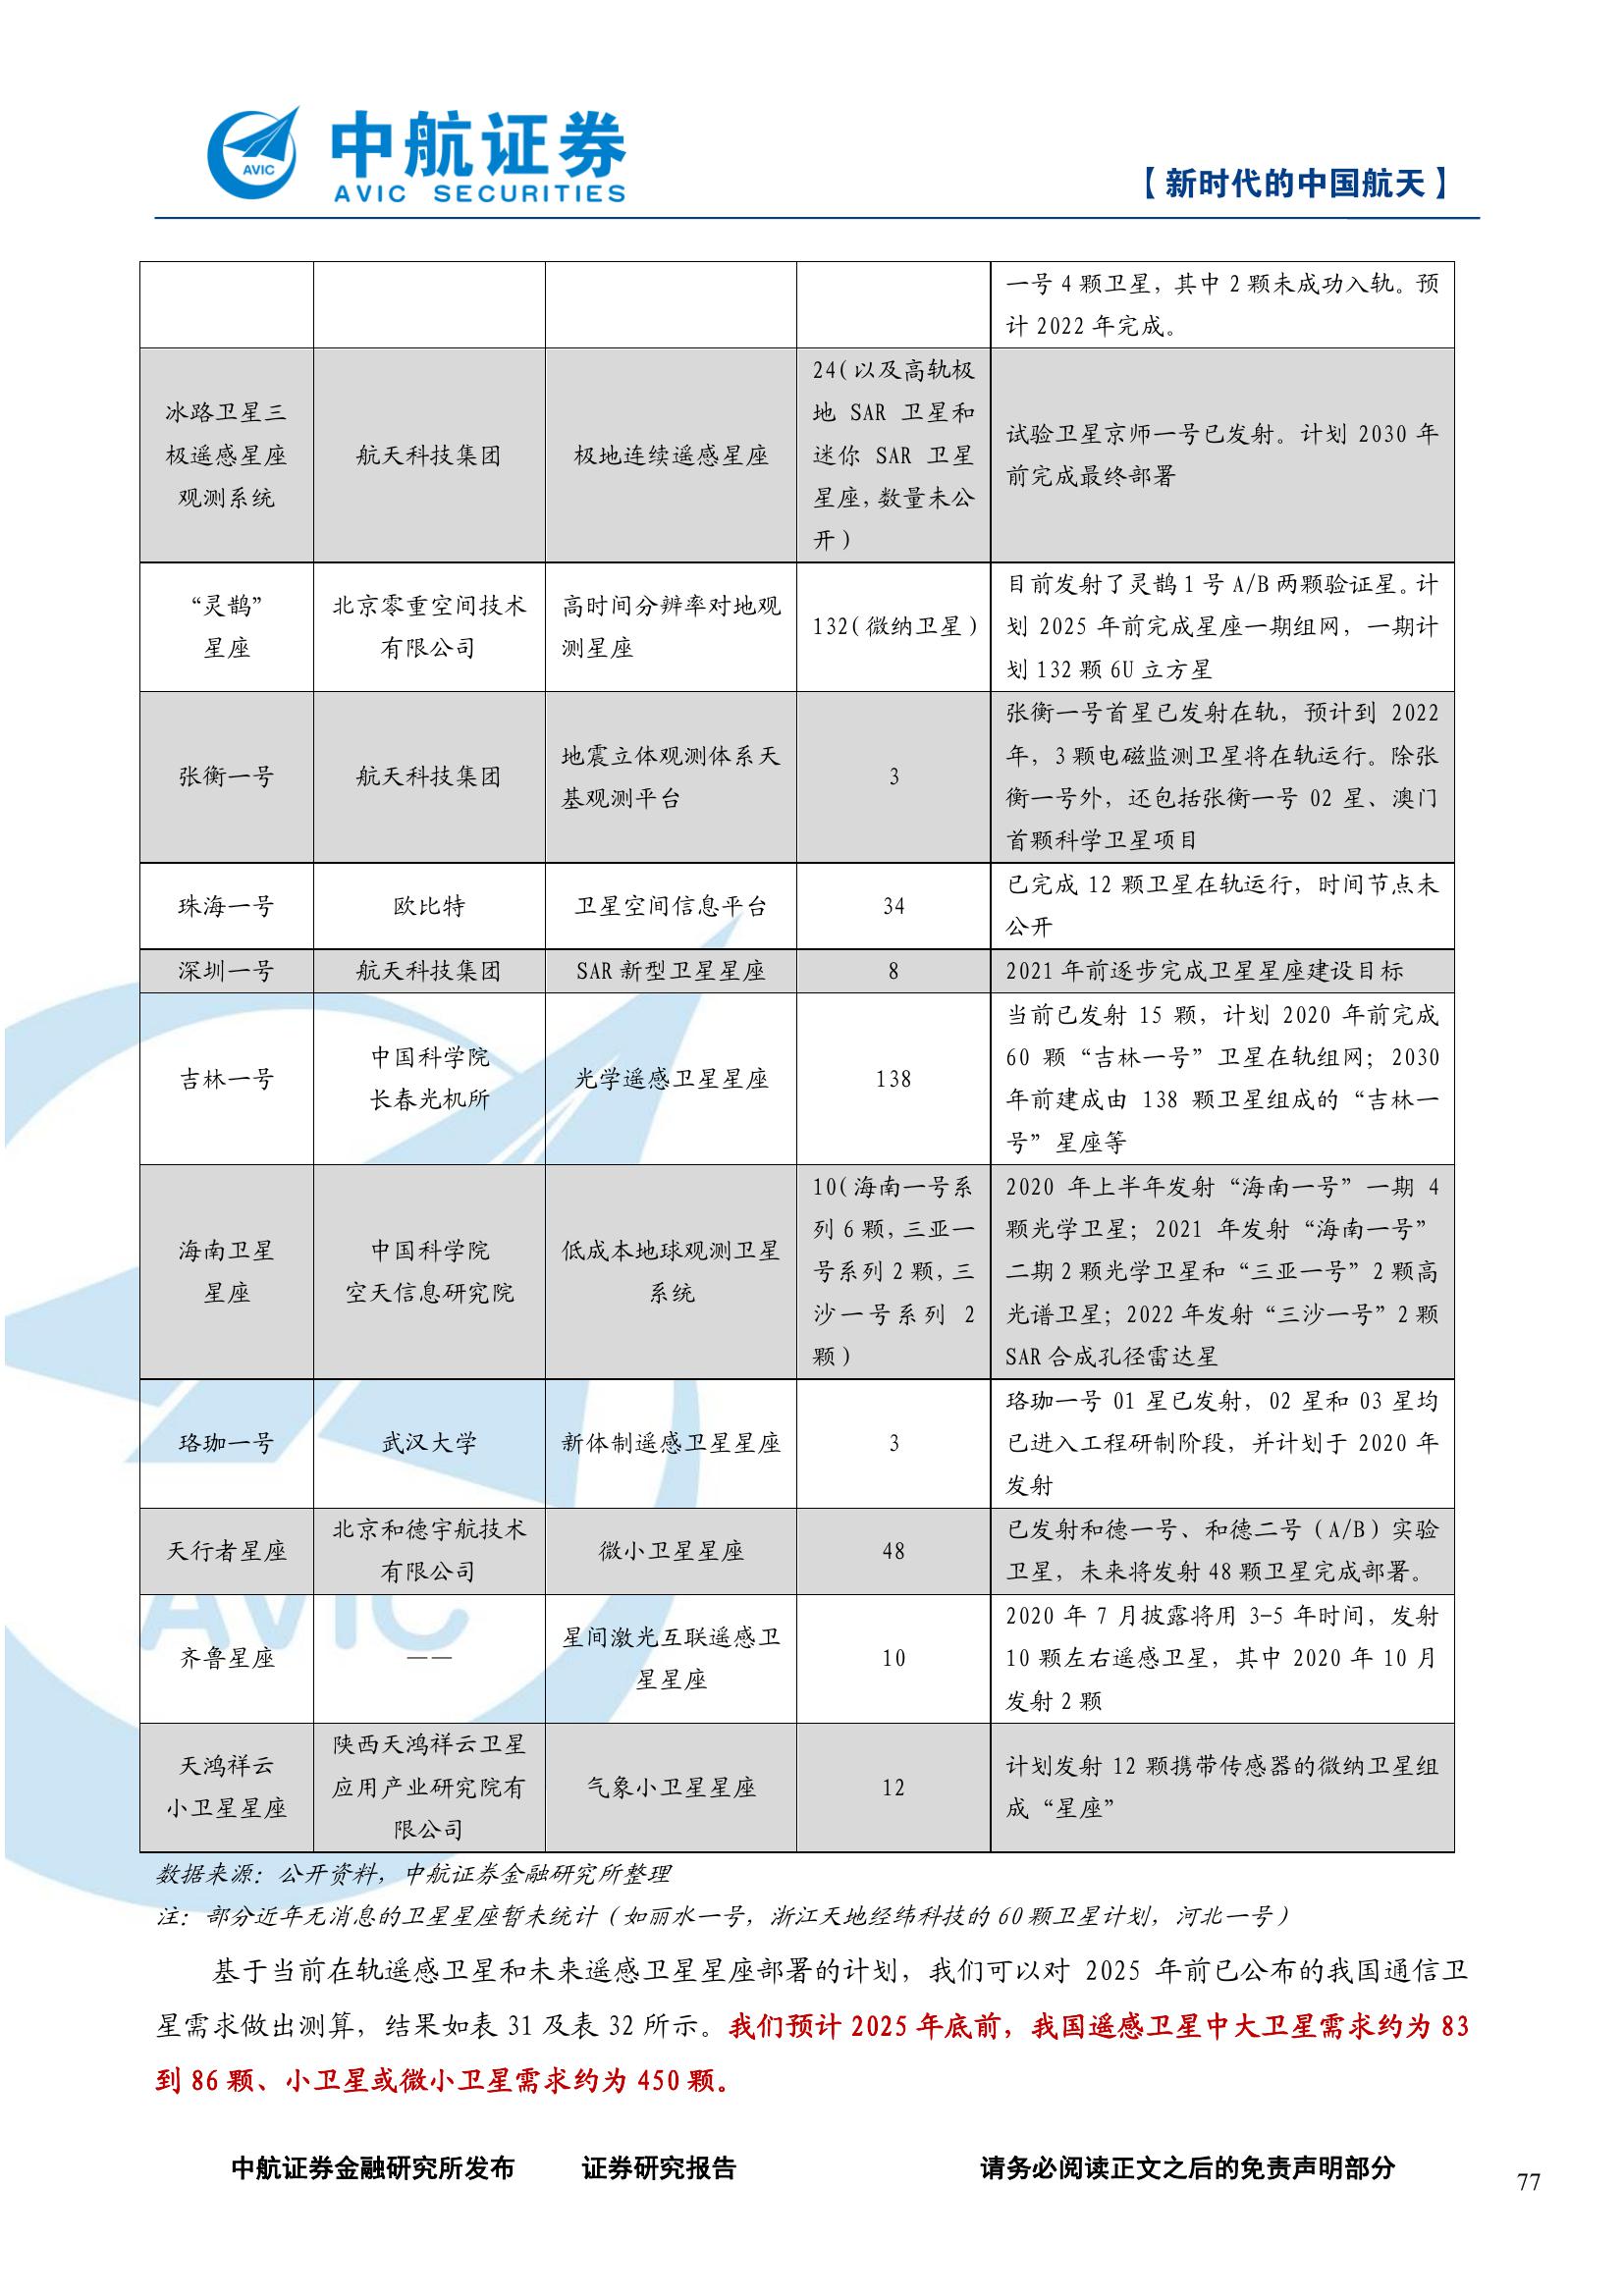 AVIC
中航证券
AVIC SECURITIES
【新时代的中国航天】
一号 4 颗卫星，其中 2 颗未成功入轨。预
计 2022 年完成。
冰路卫星三
极遥感星座
观测系统
航天科技集团
极地连续遥感星座
24（以及高轨极
地 SAR 卫星和
迷你 SAR 卫星
星座，数量未公
开）
试验卫星京师一号已发射。计划 2030 年
前完成最终部署
“灵鹊”
星座
北京零重空间技术
有限公司
高时间分辨率对地观
测星座
132（微纳卫星）
目前发射了灵鹊 1 号 A/B 两颗验证星。计
划 2025 年前完成星座一期组网，一期计
划 132 颗 6U 立方星
张衡一号
航天科技集团
地震立体观测体系天
基观测平台
3
张衡一号首星已发射在轨，预计到 2022
年，3 颗电磁监测卫星将在轨运行。除张
衡一号外，还包括张衡一号 02 星、澳门
首颗科学卫星项目
珠海一号
欧比特
卫星空间信息平台
34
已完成 12 颗卫星在轨运行，时间节点未
公开
深圳一号
航天科技集团
SAR 新型卫星星座
8
2021 年前逐步完成卫星星座建设目标
吉林一号
中国科学院
长春光机所
光学遥感卫星星座
138
当前已发射 15 颗，计划 2020 年前完成
60 颗“吉林一号”卫星在轨组网；2030
年前建成由 138 颗卫星组成的“吉林一
号”星座等
海南卫星
星座
中国科学院
空天信息研究院
低成本地球观测卫星
系统
10（海南一号系
列 6 颗，三亚一
号系列 2 颗，三
沙一号系列 2
颗）
2020 年上半年发射“海南一号”一期 4
颗光学卫星；2021 年发射“海南一号”
二期 2 颗光学卫星和“三亚一号”2 颗高
光谱卫星；2022 年发射“三沙一号”2 颗
SAR 合成孔径雷达星
珞珈一号
武汉大学
新体制遥感卫星星座
3
珞珈一号 01 星已发射，02 星和 03 星均
已进入工程研制阶段，并计划于 2020 年
发射
天行者星座
北京和德宇航技术
有限公司
微小卫星星座
48
已发射和德一号、和德二号（A/B）实验
卫星，未来将发射 48 颗卫星完成部署。
齐鲁星座
——
星间激光互联遥感卫
星星座
10
2020 年 7 月披露将用 3-5 年时间，发射
10 颗左右遥感卫星，其中 2020 年 10 月
发射 2 颗
天鸿祥云
小卫星星座
陕西天鸿祥云卫星
应用产业研究院有
限公司
气象小卫星星座
12
计划发射 12 颗携带传感器的微纳卫星组
成“星座”
AVIC
数据来源：公开资料，中航证券金融研究所整理
注：部分近年无消息的卫星星座暂未统计（如丽水一号，浙江天地经纬科技的 60 颗卫星计划，河北一号）
基于当前在轨遥感卫星和未来遥感卫星星座部署的计划，我们可以对 2025 年前已公布的我国通信卫
星需求做出测算，结果如表 31 及表 32 所示。我们预计 2025 年底前，我国遥感卫星中大卫星需求约为 83
到 86 颗、小卫星或微小卫星需求约为 450 颗。
中航证券金融研究所发布 证券研究报告 请务必阅读正文之后的免责声明部分
77